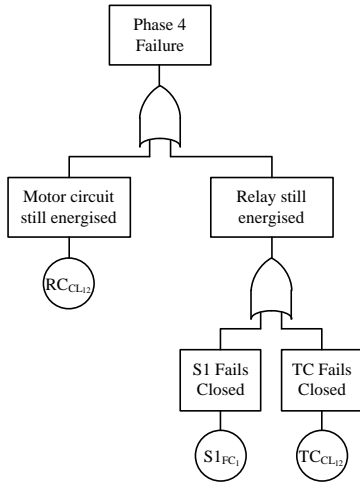 Phase 4
Failure
Motor circuit
still energised
Relay still
energised
RC_CL12
S1 Fails
Closed
TC Fails
Closed
S1_FC1
TC_CL12